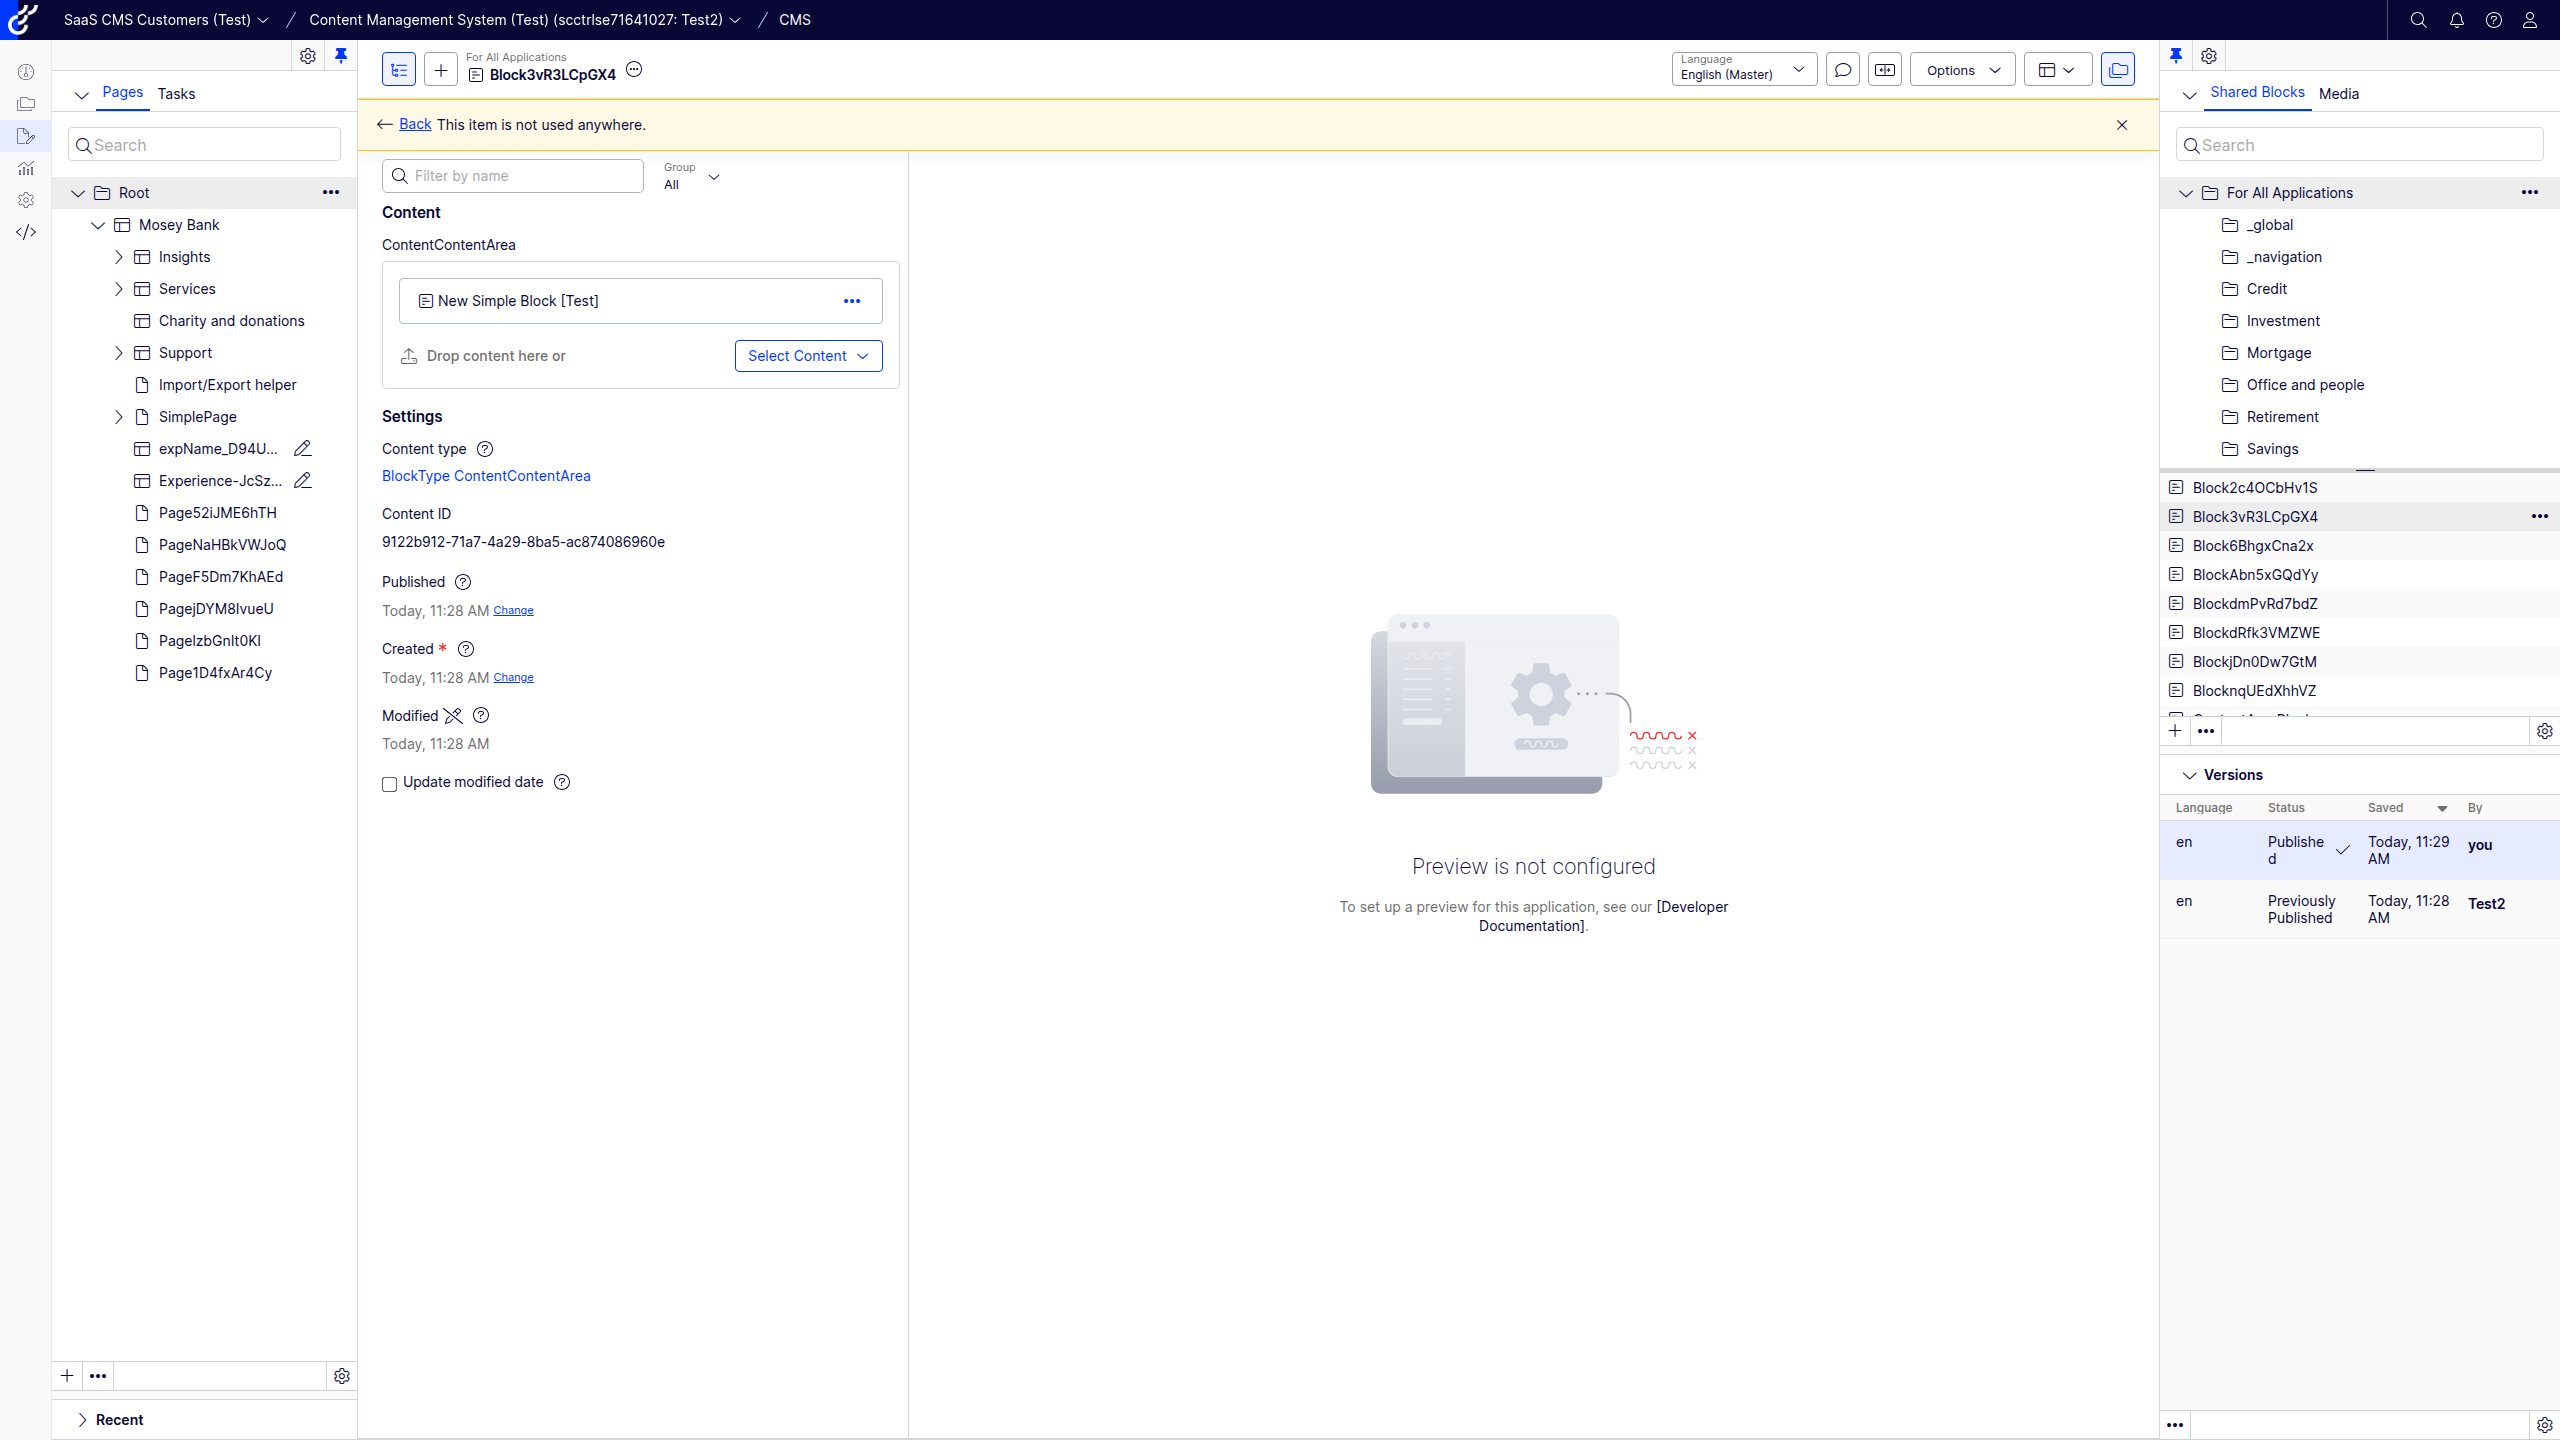 SaaS CMS Customers (Test)
Content Management System (Test) (scctrlse71641027: Test2)
CMS
Pages
Tasks
Search
Root
Mosey Bank
Insights
Services
Charity and donations
Support
Import/Export helper
SimplePage
expName_D94U...
Experience-JcSz...
Page52iJME6hTH
PageNaHBkVWJoQ
PageF5Dm7KhAEd
PagejDYM8IvueU
PagelzbGnlt0KI
Page1D4fxAr4Cy
Recent
For All Applications
Block3vR3LCpGX4
Language
English (Master)
Options
Back This item is not used anywhere.
Filter by name
Group
All
Content
ContentContentArea
New Simple Block [Test]
Drop content here or
Select Content
Settings
Content type
BlockType ContentContentArea
Content ID
9122b912-71a7-4a29-8ba5-ac874086960e
Published
Today, 11:28 AM Change
Created *
Today, 11:28 AM Change
Modified
Today, 11:28 AM
Update modified date
Preview is not configured
To set up a preview for this application, see our [Developer
Documentation].
Shared Blocks
Media
Search
For All Applications
_global
_navigation
Credit
Investment
Mortgage
Office and people
Retirement
Savings
Block2c4OCbHv1S
Block3vR3LCpGX4
Block6BhgxCna2x
BlockAbn5xGQdYy
BlockdmPvRd7bdZ
BlockdRfk3VMZWE
BlockjDn0Dw7GtM
BlocknqUEdXhhVZ
Versions
Language Status Saved By
en Publishe
d Today, 11:29
AM you
en Previously
Published Today, 11:28
AM Test2